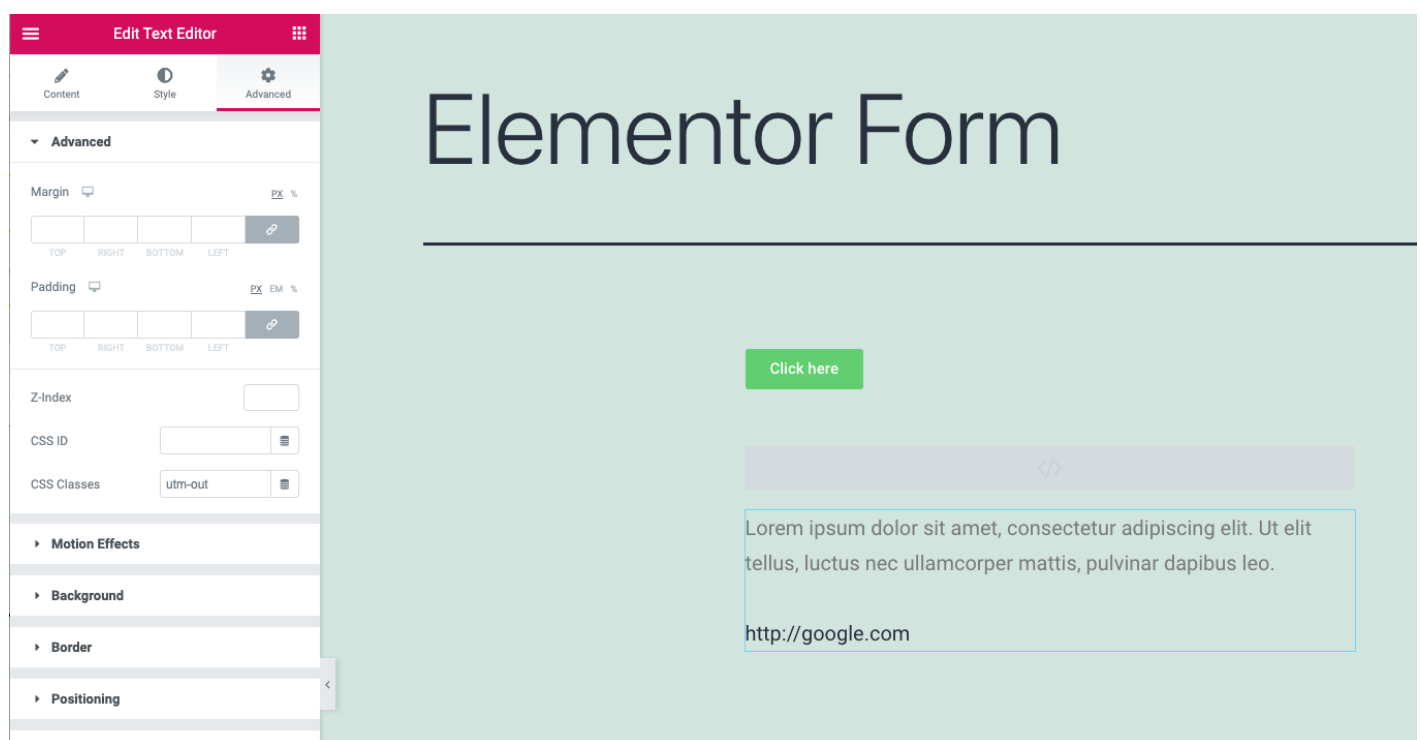 Edit Text Editor
Content Style Advanced
Advanced
Margin PX %
TOP RIGHT BOTTOM LEFT
Padding PX EM %
TOP RIGHT BOTTOM LEFT
Z-Index
CSS ID
CSS Classes utm-out
Motion Effects
Background
Border
Positioning
Elementor Form
Click here
</>
Lorem ipsum dolor sit amet, consectetur adipiscing elit. Ut elit
tellus, luctus nec ullamcorper mattis, pulvinar dapibus leo.
http://google.com